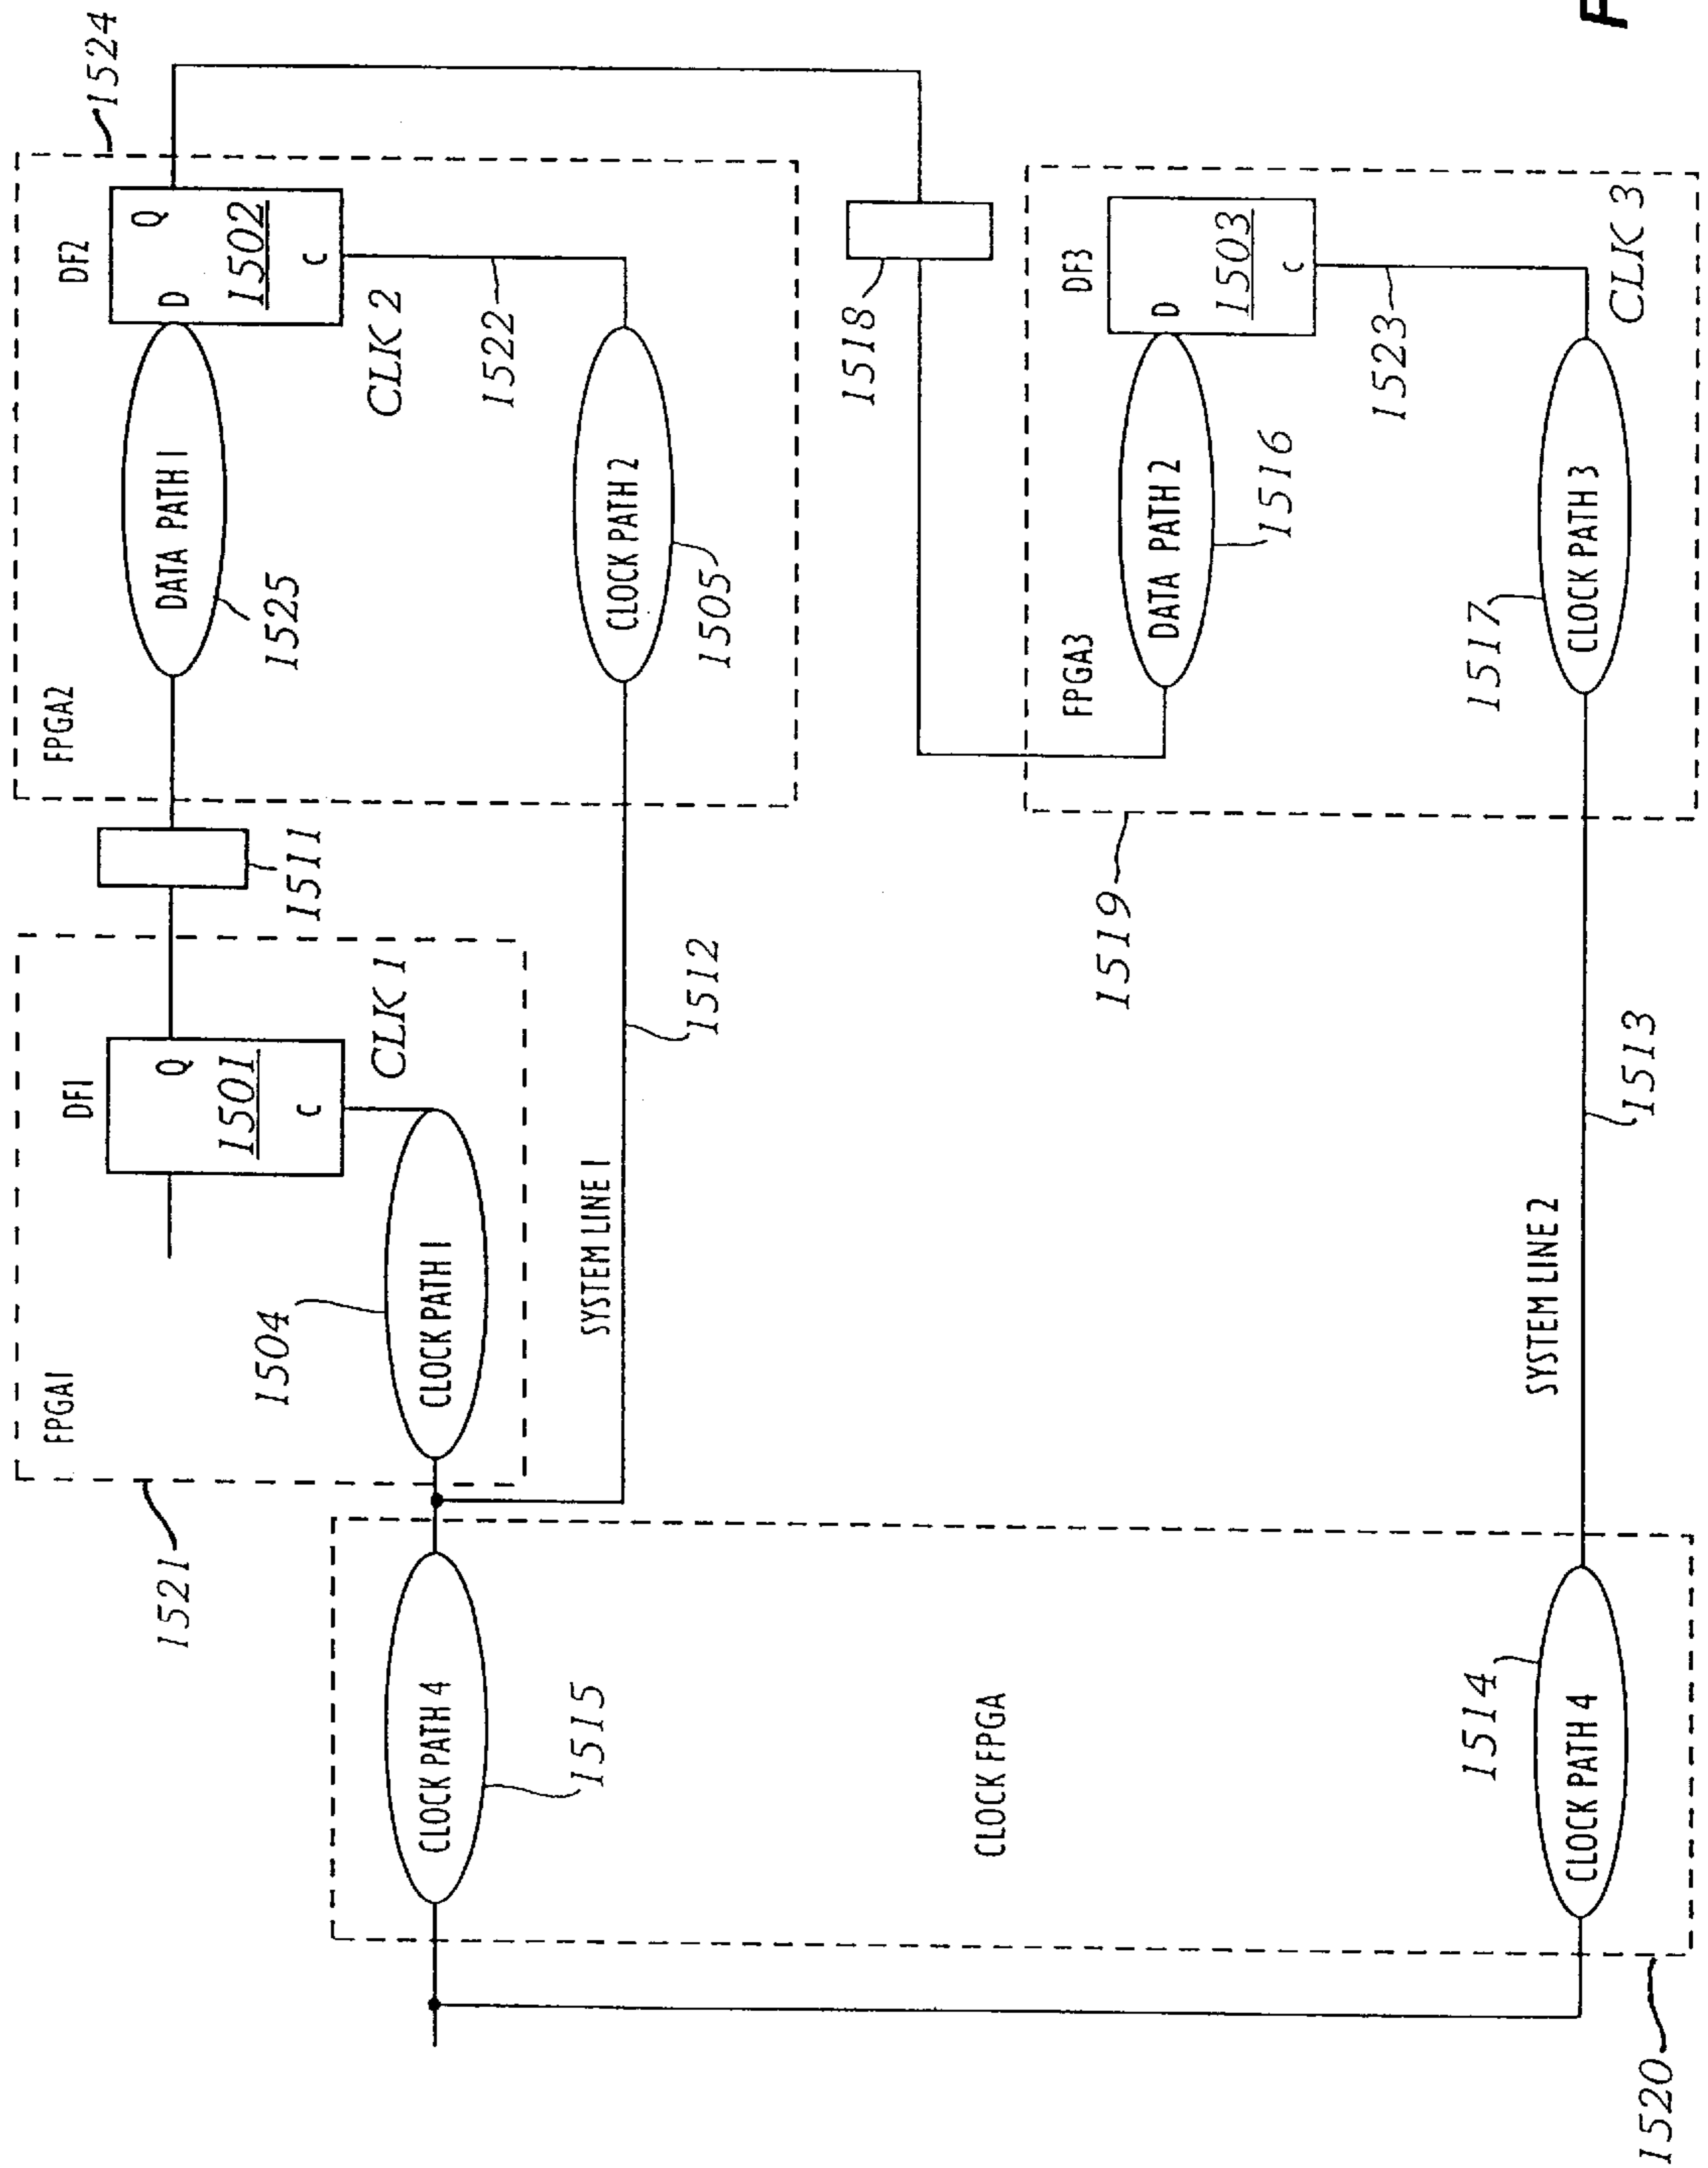 FPGA1
DF1
Q
1501
C
CLK 1
1504
CLOCK PATH 1
1521
1511
FPGA2
DF2
D
Q
1502
C
1524
DATA PATH 1
1525
CLK 2
1522
CLOCK PATH 2
1505
SYSTEM LINE 1
1512
CLOCK PATH 4
1515
CLOCK FPGA
1518
FPGA3
DF3
D
1503
C
DATA PATH 2
1516
1523
CLK 3
1517
CLOCK PATH 3
1519
SYSTEM LINE 2
1513
1514
CLOCK PATH 4
1520
F